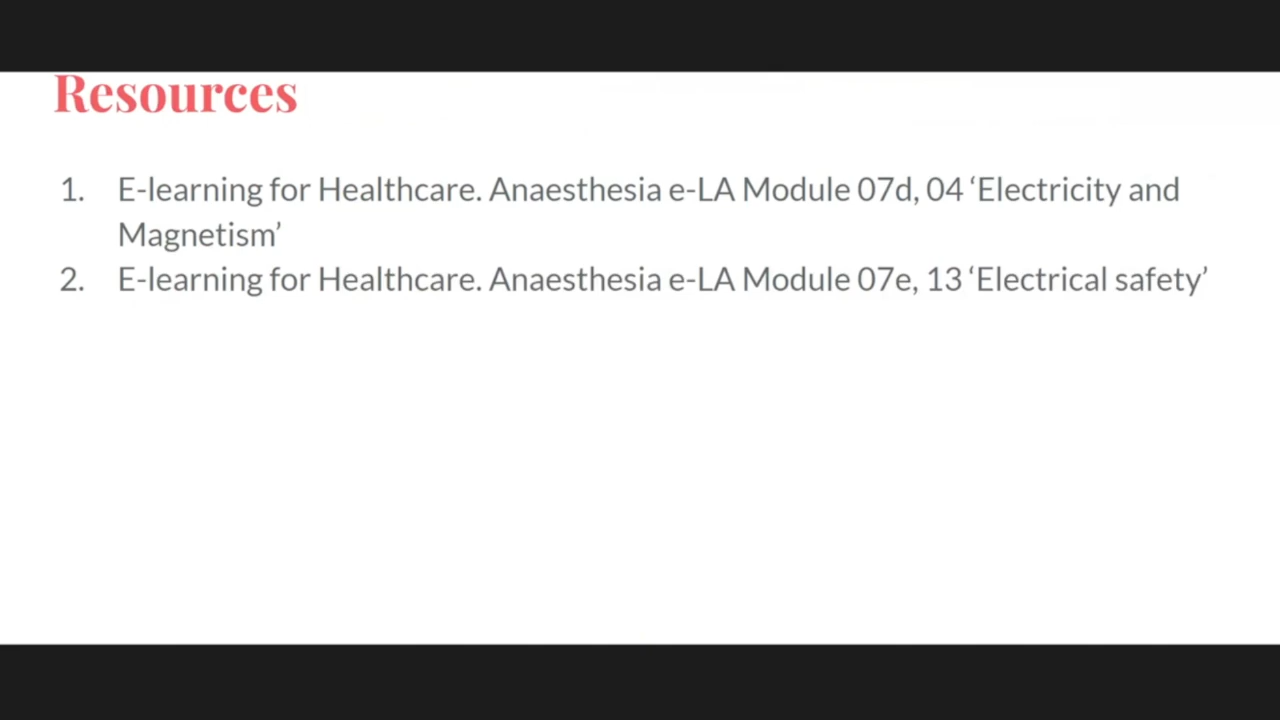 Resources
1. E-learning for Healthcare. Anaesthesia e-LA Module 07d, 04 ‘Electricity and
Magnetism’
2. E-learning for Healthcare. Anaesthesia e-LA Module 07e, 13 ‘Electrical safety’